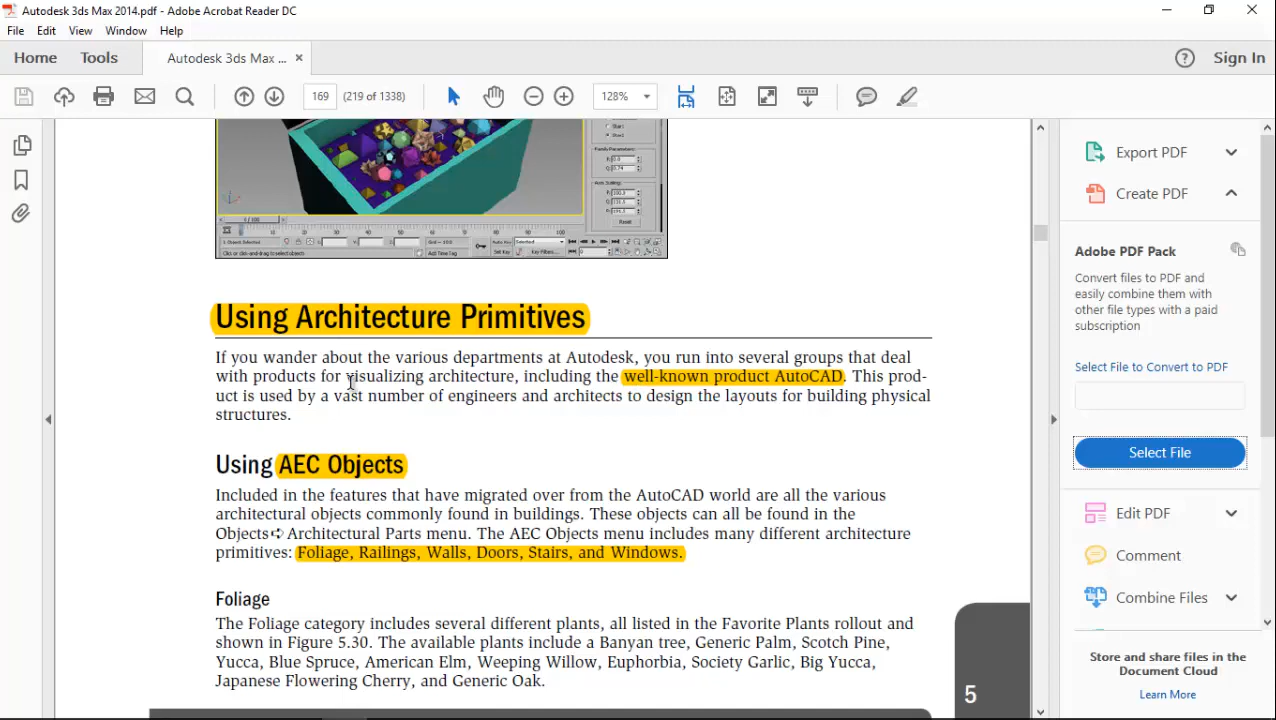 Autodesk 3ds Max 2014.pdf - Adobe Acrobat Reader DC
File Edit View Window Help
Home Tools Autodesk 3ds Max ... × Sign In
169 (219 of 1338) 128%
Using Architecture Primitives
If you wander about the various departments at Autodesk, you run into several groups that deal
with products for visualizing architecture, including the well-known product AutoCAD. This prod-
uct is used by a vast number of engineers and architects to design the layouts for building physical
structures.
Using AEC Objects
Included in the features that have migrated over from the AutoCAD world are all the various
architectural objects commonly found in buildings. These objects can all be found in the
Objects➪Architectural Parts menu. The AEC Objects menu includes many different architecture
primitives: Foliage, Railings, Walls, Doors, Stairs, and Windows.
Foliage
The Foliage category includes several different plants, all listed in the Favorite Plants rollout and
shown in Figure 5.30. The available plants include a Banyan tree, Generic Palm, Scotch Pine,
Yucca, Blue Spruce, American Elm, Weeping Willow, Euphorbia, Society Garlic, Big Yucca,
Japanese Flowering Cherry, and Generic Oak.
5
Export PDF
Create PDF
Adobe PDF Pack
Convert files to PDF and
easily combine them with
other file types with a paid
subscription
Select File to Convert to PDF
Select File
Edit PDF
Comment
Combine Files
Store and share files in the
Document Cloud
Learn More